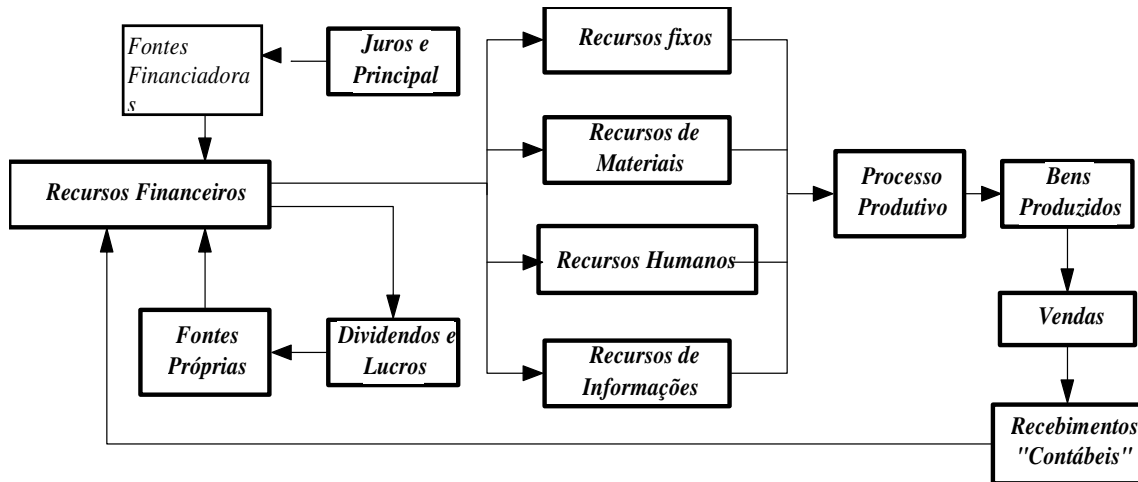 Fontes
Financiadora
s
Juros e
Principal
Recursos fixos
Recursos de
Materiais
Recursos Financeiros
Processo
Produtivo
Bens
Produzidos
Recursos Humanos
Fontes
Próprias
Dividendos e
Lucros
Recursos de
Informações
Vendas
Recebimentos
"Contábeis"